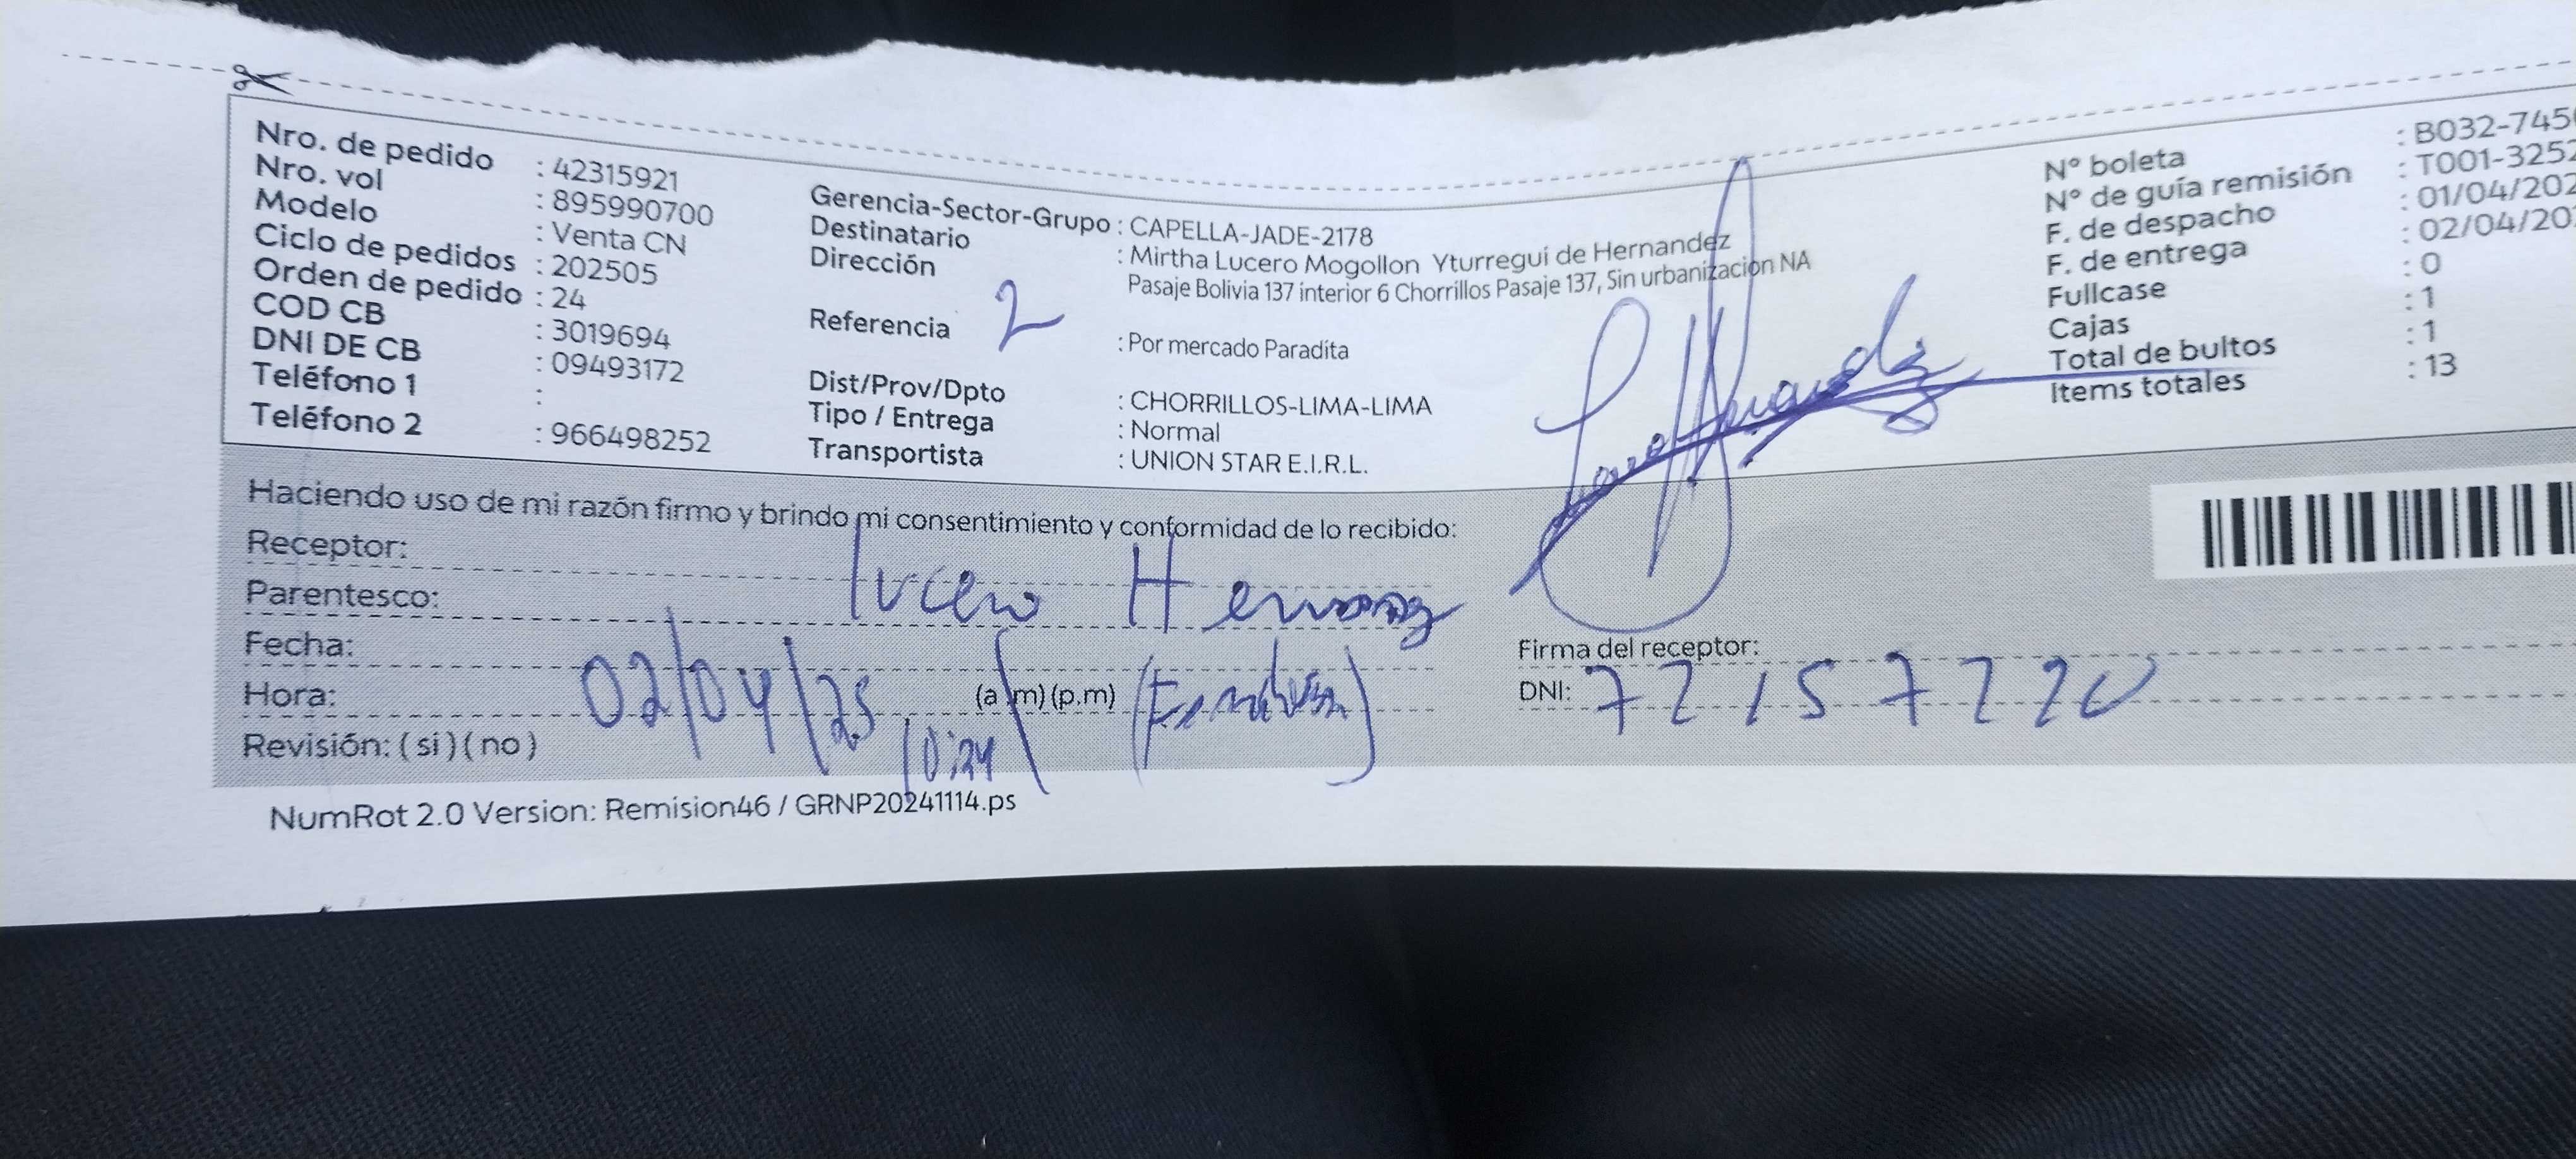 Nro. de pedido : 42315921
Nro. vol : 895990700
Modelo : Venta CN
Ciclo de pedidos : 202505
Orden de pedido : 24
COD CB : 3019694
DNI DE CB : 09493172
Teléfono 1 :
Teléfono 2 : 966498252
Gerencia-Sector-Grupo : CAPELLA-JADE-2178
Destinatario : Mirtha Lucero Mogollon Yturregui de Hernandez
Dirección : Pasaje Bolivia 137 interior 6 Chorrillos Pasaje 137, Sin urbanizacion NA
2
Referencia : Por mercado Paradita
Dist/Prov/Dpto : CHORRILLOS-LIMA-LIMA
Tipo / Entrega : Normal
Transportista : UNION STAR E.I.R.L.
N° boleta : B032-745
N° de guía remisión : T001-3252
F. de despacho : 01/04/202
F. de entrega : 02/04/202
Fullcase : 0
Cajas : 1
Total de bultos : 1
Items totales : 13
Haciendo uso de mi razón firmo y brindo mi consentimiento y conformidad de lo recibido:
Receptor: Lucero
Parentesco:
Fecha: 02/04/25
Hora: 10:24 (a.m) (p.m)
Revisión: ( si ) ( no )
Firma del receptor:
DNI: 72157220
NumRot 2.0 Version: Remision46 / GRNP20241114.ps